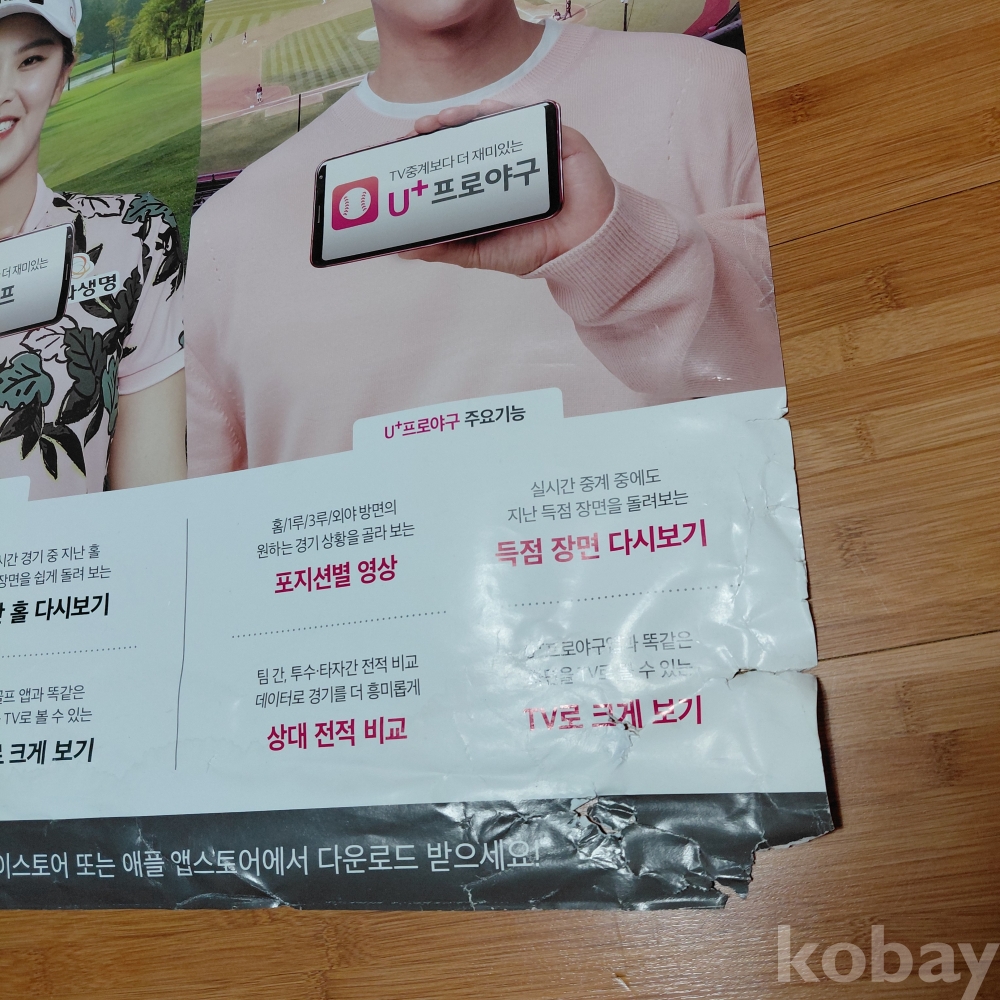 TV중계보다 더 재미있는
U+프로야구
더 재미있는
프
생명
U+프로야구 주요기능
홈/1루/3루/외야 방면의
원하는 경기 상황을 골라 보는
포지션별 영상
실시간 중계 중에도
지난 득점 장면을 돌려보는
득점 장면 다시보기
팀 간, 투수·타자간 전적 비교
데이터로 경기를 더 흥미롭게
상대 전적 비교
똑같은
수 있는
TV로 크게 보기
시간 경기 중 지난 홀
장면을 쉽게 돌려 보는
홀 다시보기
골프 앱과 똑같은
TV로 볼 수 있는
크게 보기
이스토어 또는 애플 앱스토어에서 다운로드 받으세요!
kobay